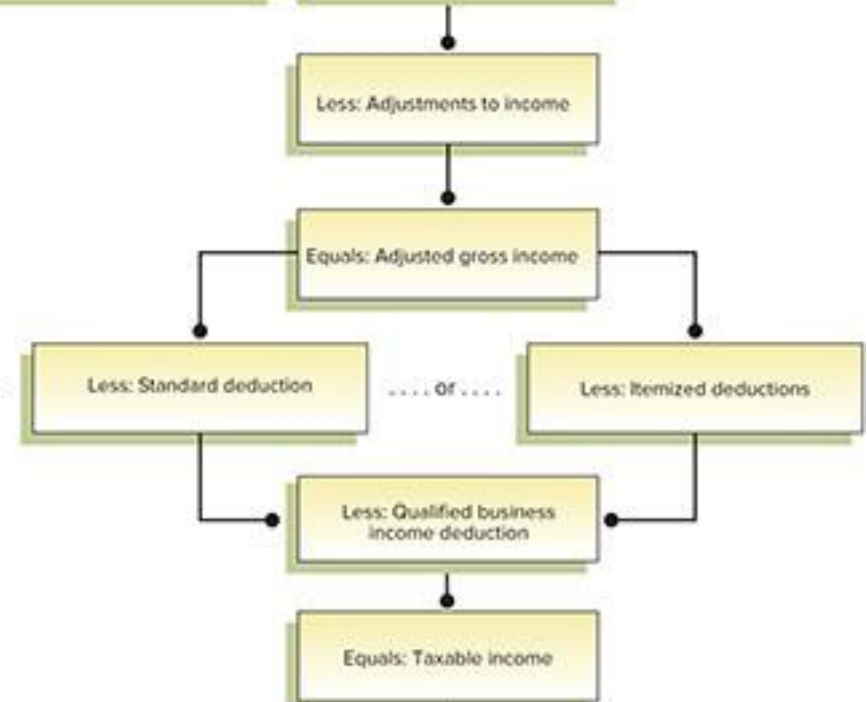 Less: Adjustments to income
Equals: Adjusted gross income
Less: Standard deduction
. . . . or . . . .
Less: Itemized deductions
Less: Qualified business
income deduction
Equals: Taxable income